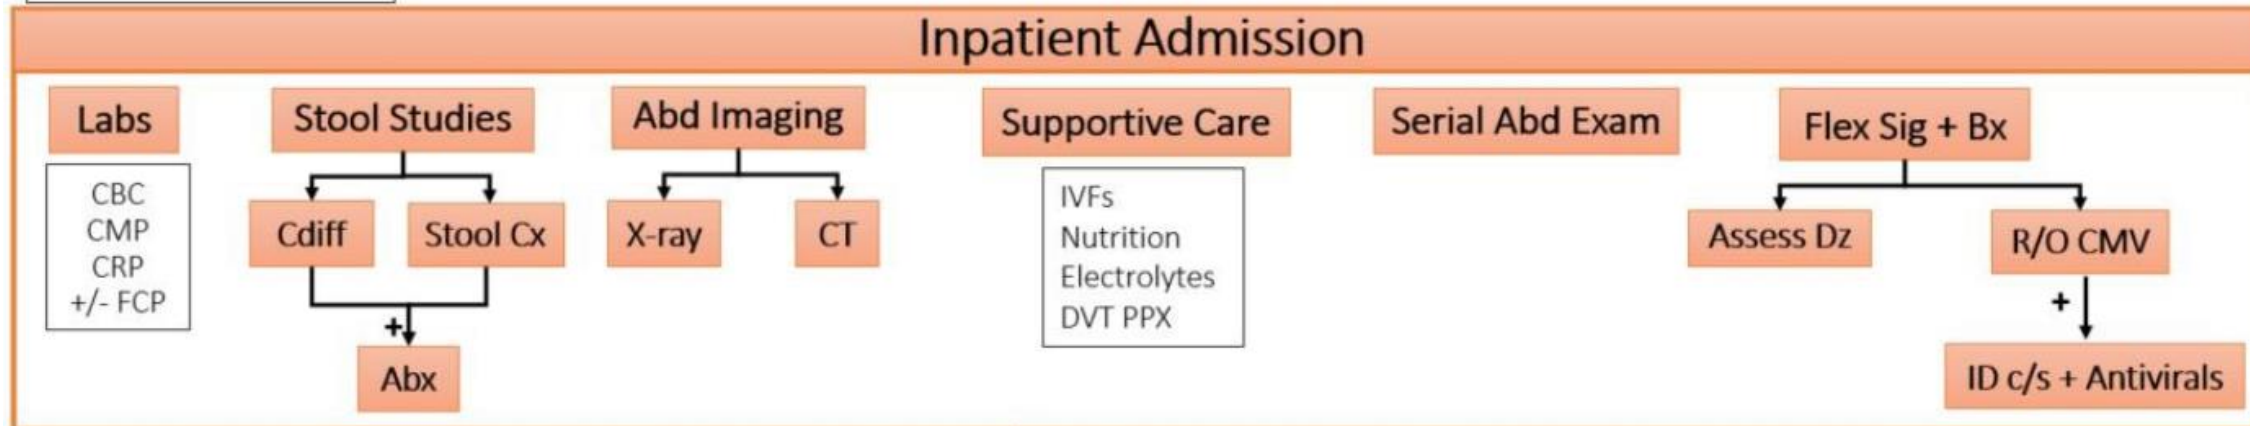 Inpatient Admission
Labs
CBC
CMP
CRP
+/- FCP
Stool Studies
Cdiff
Stool Cx
+
Abx
Abd Imaging
X-ray
CT
Supportive Care
IVFs
Nutrition
Electrolytes
DVT PPX
Serial Abd Exam
Flex Sig + Bx
Assess Dz
R/O CMV
+
ID c/s + Antivirals